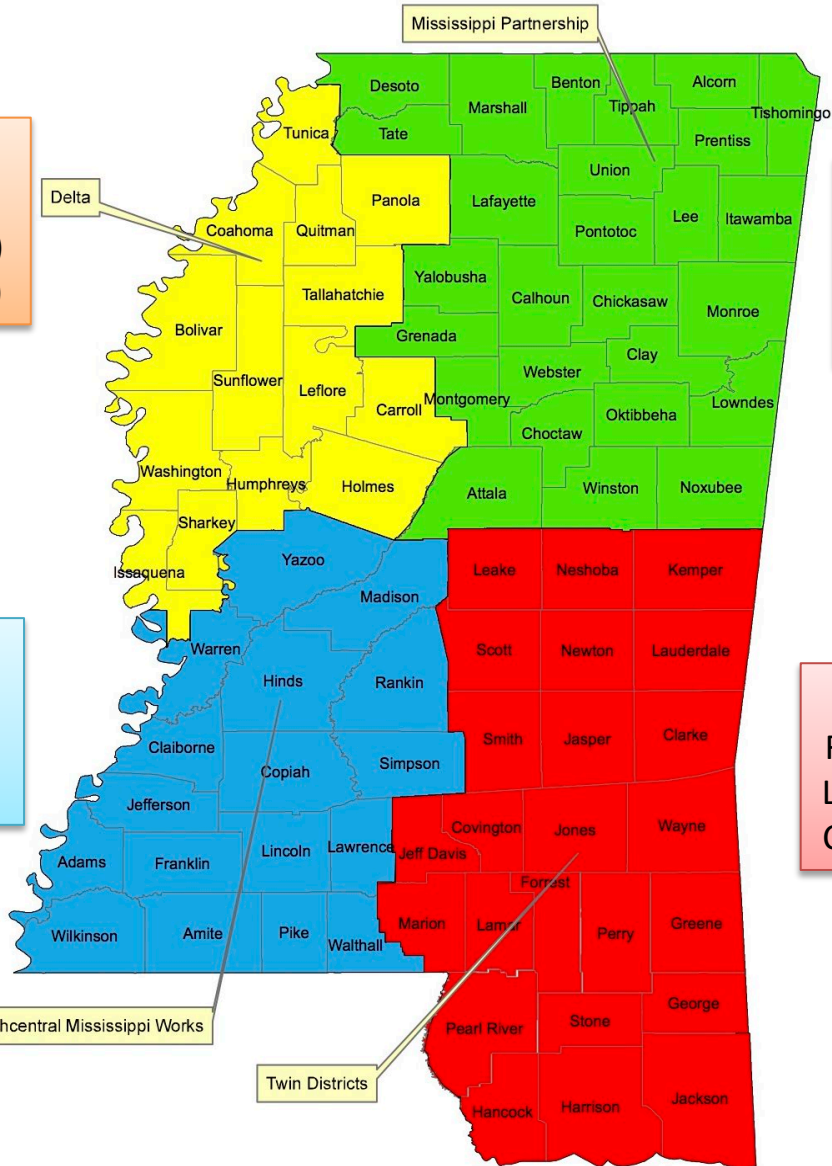 Mississippi Partnership
Desoto
Benton
Alcorn
Marshall
Tippah
Tishomingo
Tunica
Tate
Prentiss
Union
Delta
Panola
Lafayette
Lee
Itawamba
Coahoma
Quitman
Pontotoc
Yalobusha
Tallahatchie
Calhoun
Chickasaw
Monroe
Bolivar
Grenada
Clay
Webster
Sunflower
Leflore
Carroll
Montgomery
Lowndes
Oktibbeha
Choctaw
Washington
Humphreys
Holmes
Attala
Winston
Noxubee
Sharkey
Issaquena
Yazoo
Leake
Neshoba
Kemper
Madison
Warren
Scott
Newton
Lauderdale
Hinds
Rankin
Claiborne
Smith
Jasper
Clarke
Copiah
Simpson
Jefferson
Covington
Jones
Wayne
Adams
Franklin
Lincoln
Lawrence
Jeff Davis
Forrest
Wilkinson
Amite
Pike
Walthall
Marion
Lamar
Perry
Greene
hcentral Mississippi Works
Pearl River
Stone
George
Twin Districts
Hancock
Harrison
Jackson